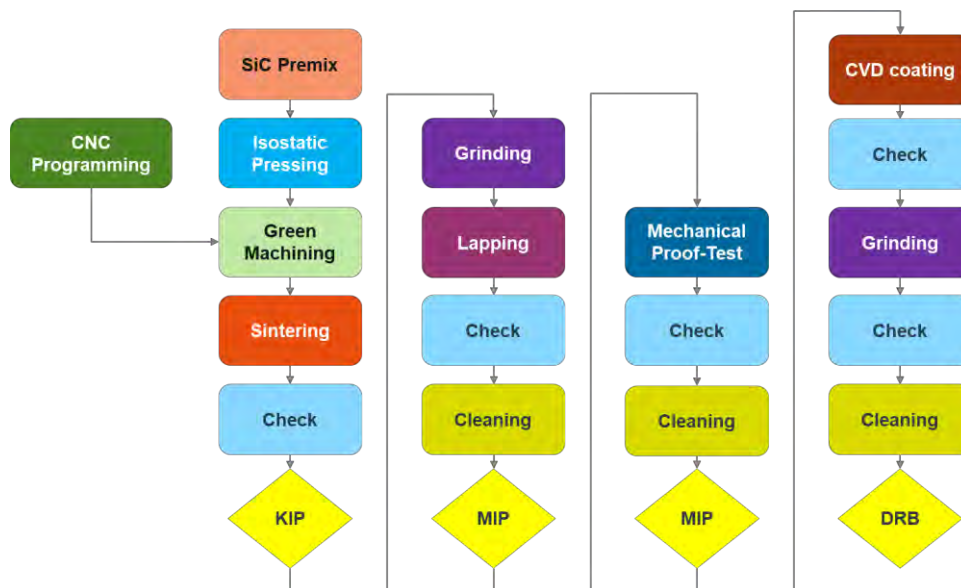 SiC Premix
CNC
Programming
Isostatic
Pressing
Green
Machining
Sintering
Check
KIP
Grinding
Lapping
Check
Cleaning
MIP
Mechanical
Proof-Test
Check
Cleaning
MIP
CVD coating
Check
Grinding
Check
Cleaning
DRB